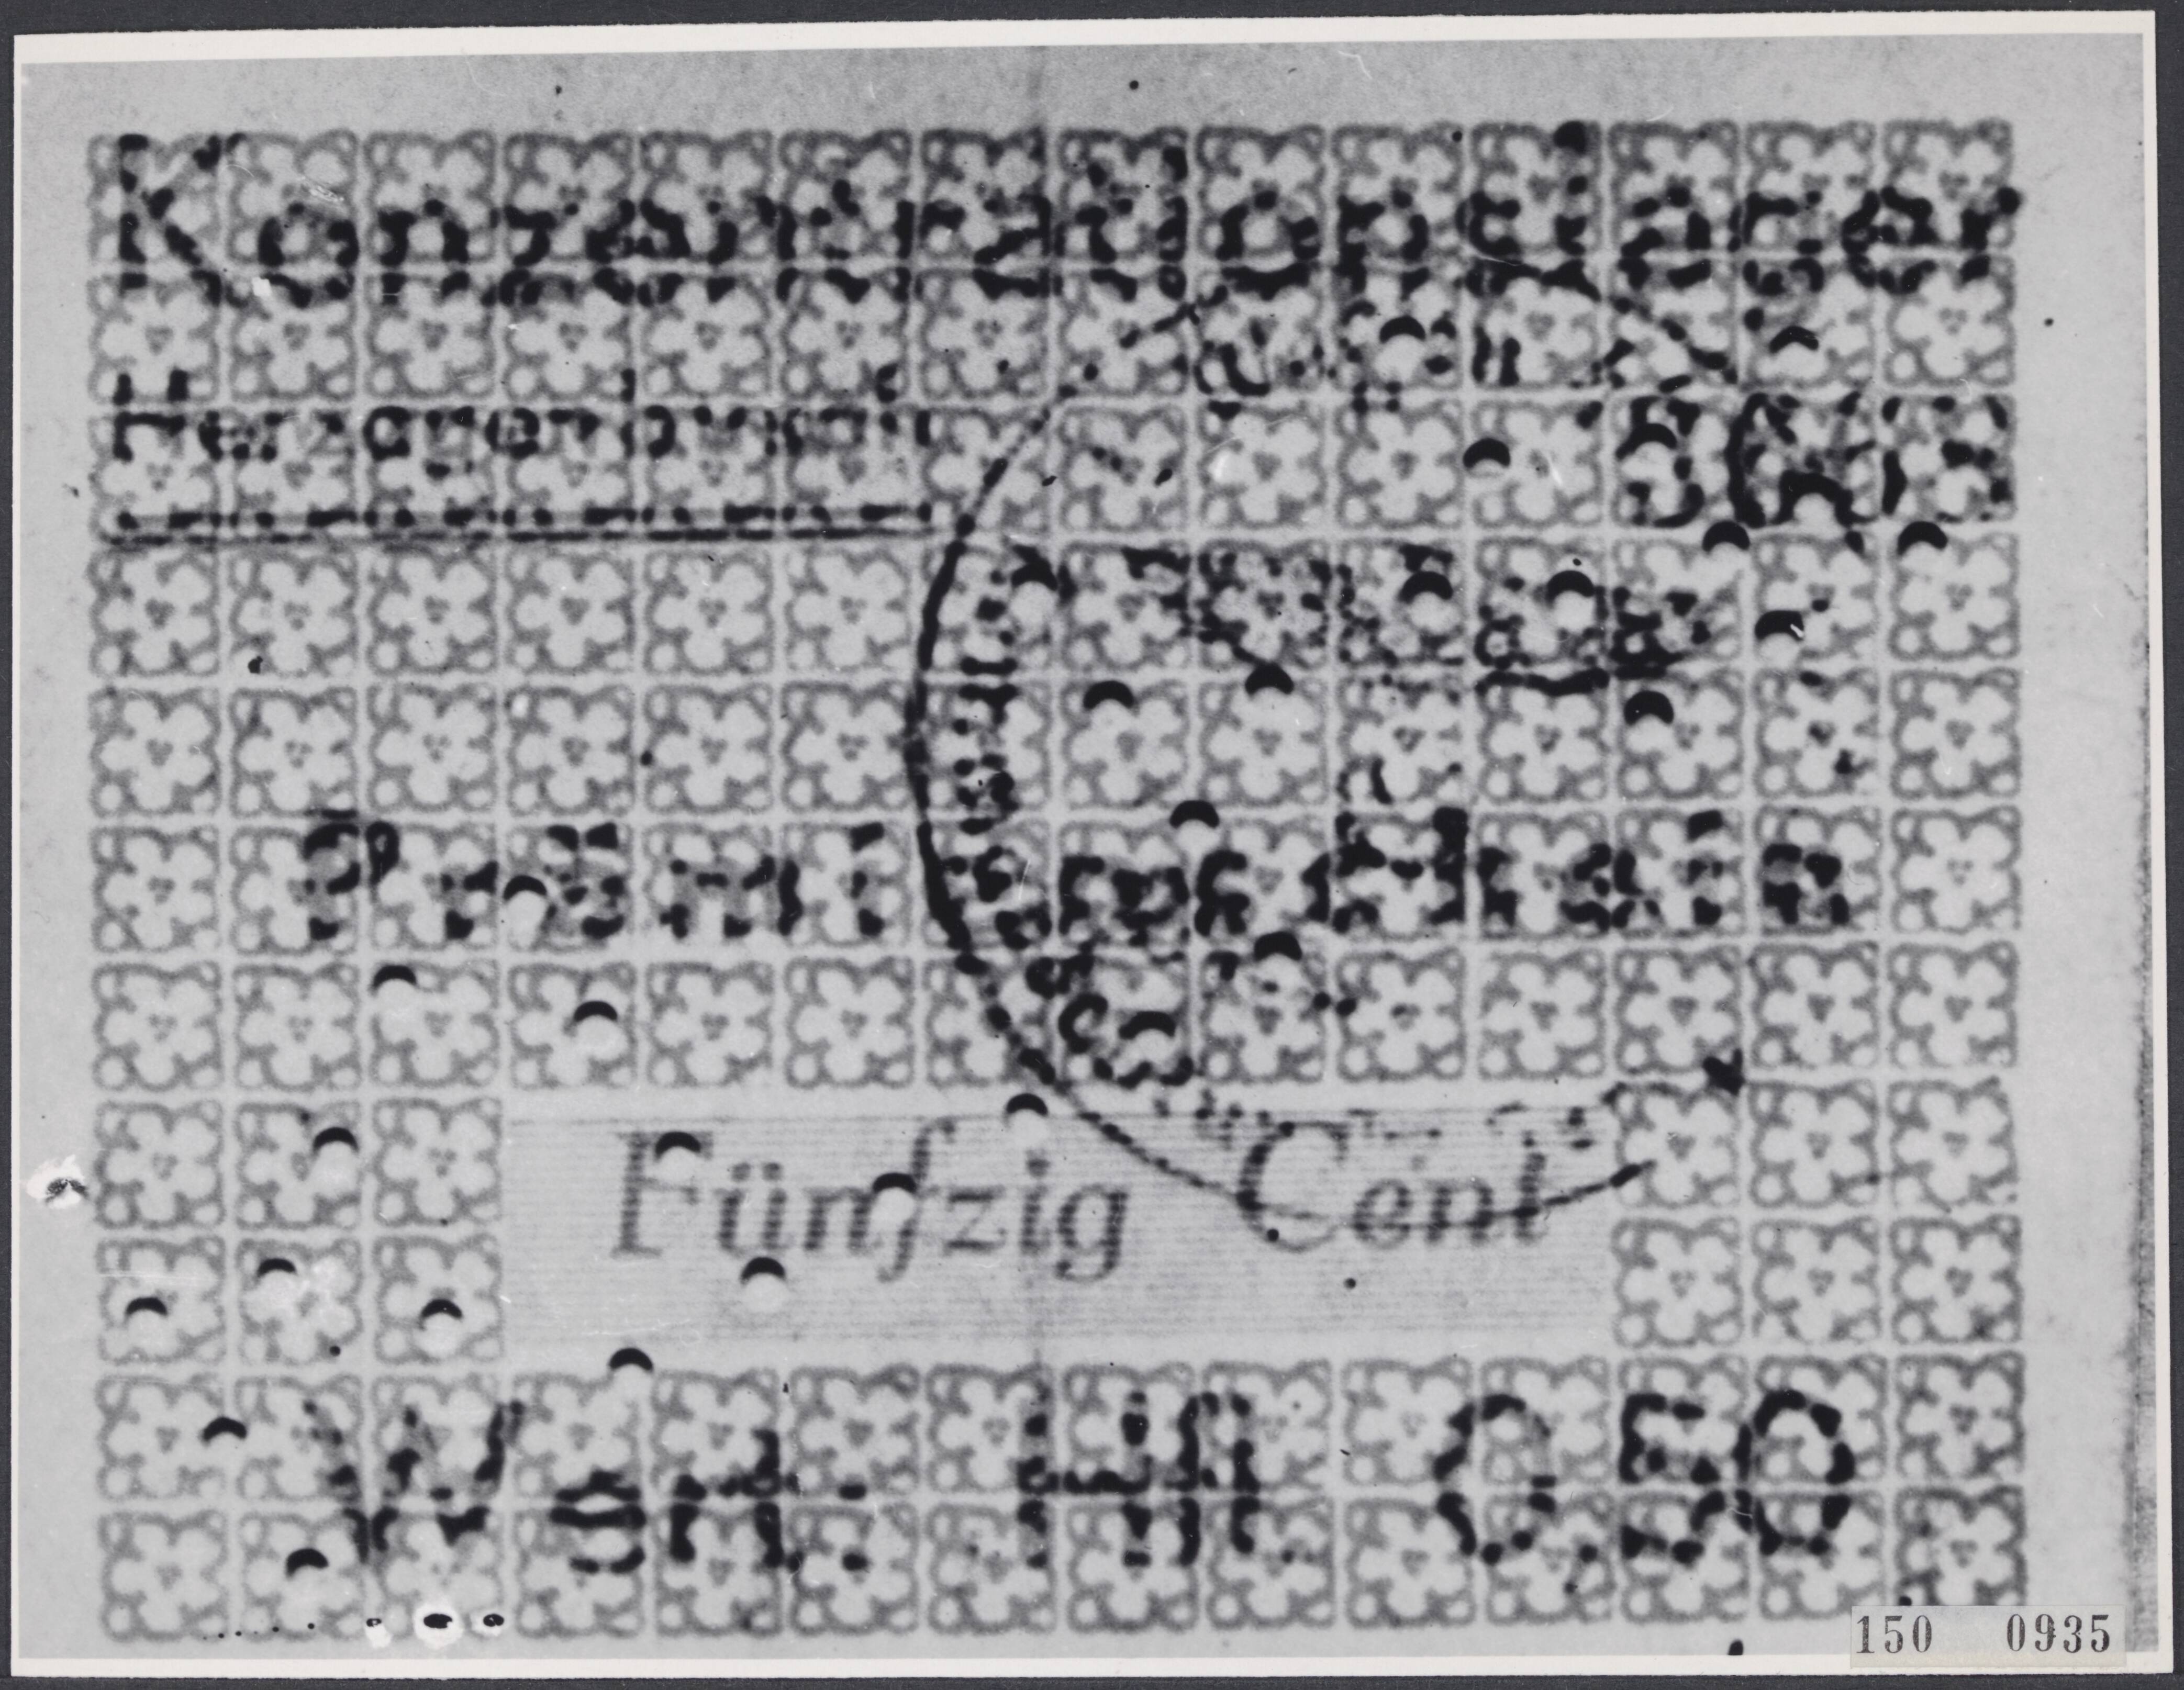 Konzentrationslager
Herzogenbusch
Prämienschein
Fünfzig Cent
Wert: Hfl 0,50
150 0935